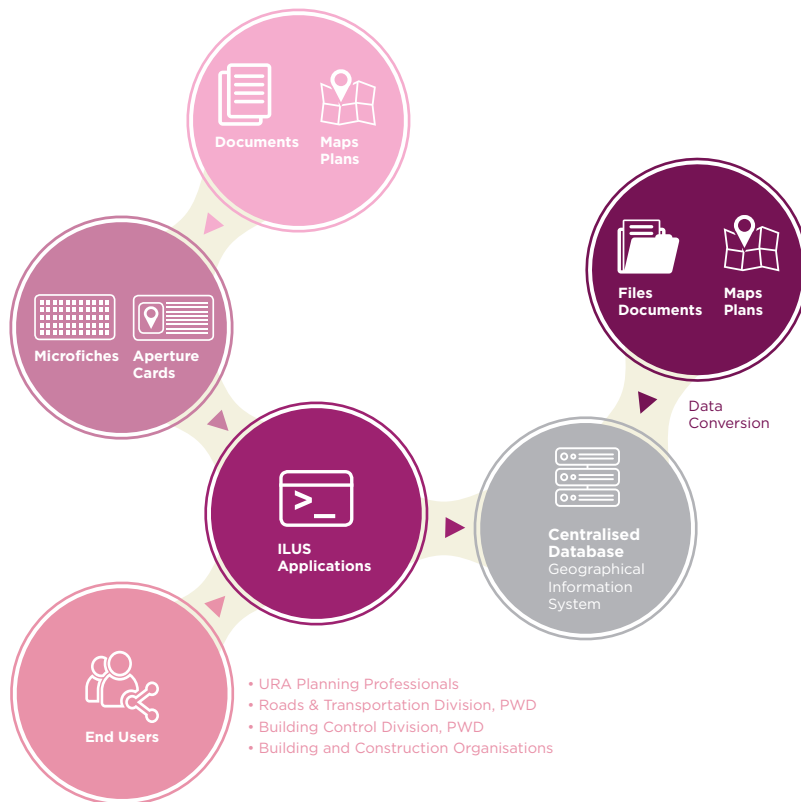 Documents
Maps
Plans
Microfiches
Aperture
Cards
Files
Documents
Maps
Plans
Data
Conversion
>_
ILUS
Applications
Centralised
Database
Geographical
Information
System
End Users
• URA Planning Professionals
• Roads & Transportation Division, PWD
• Building Control Division, PWD
• Building and Construction Organisations